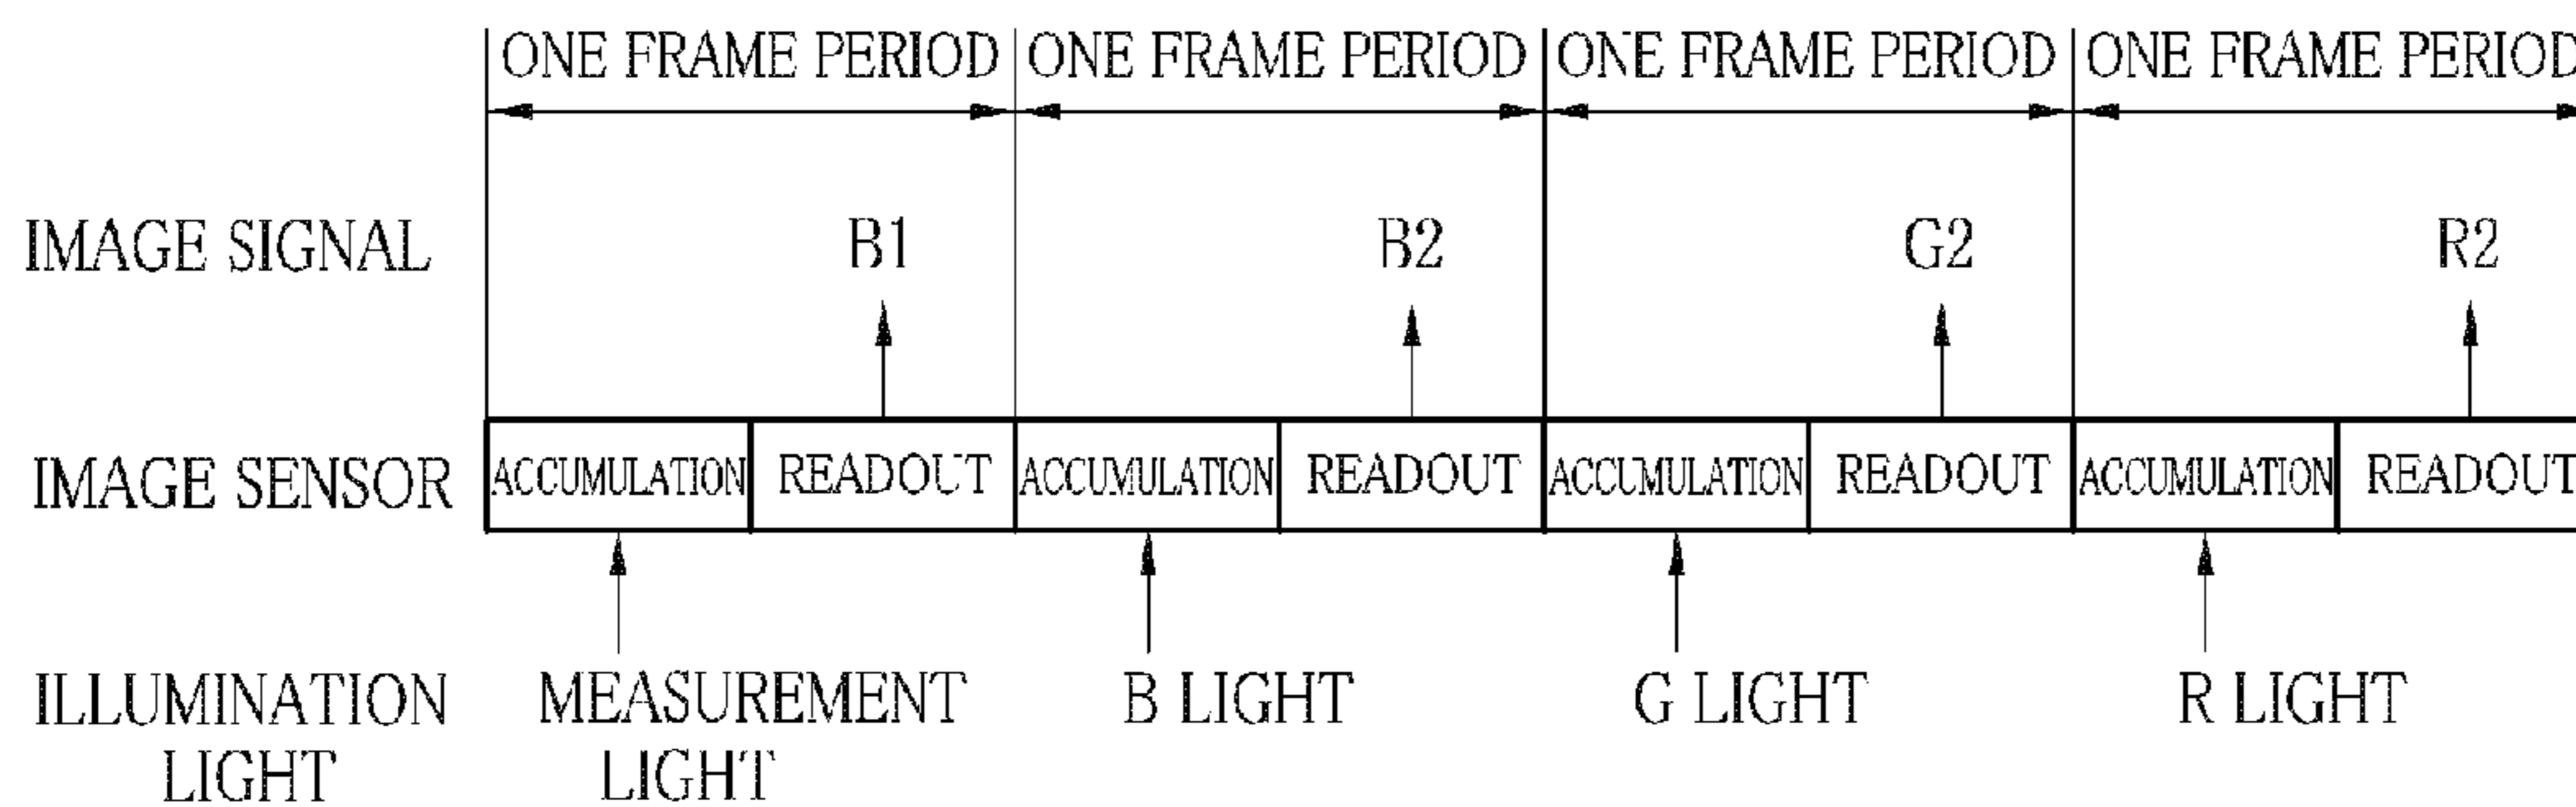 ONE FRAME PERIOD ONE FRAME PERIOD ONE FRAME PERIOD ONE FRAME PERIOD
IMAGE SIGNAL B1 B2 G2 R2
IMAGE SENSOR ACCUMULATION READOUT ACCUMULATION READOUT ACCUMULATION READOUT ACCUMULATION READOUT
ILLUMINATION MEASUREMENT B LIGHT G LIGHT R LIGHT
LIGHT LIGHT